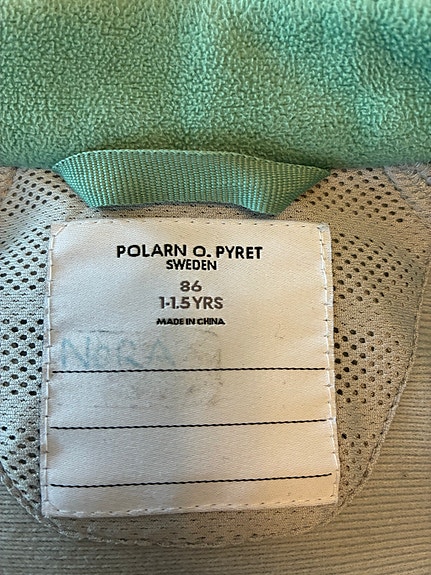 POLARN O. PYRET
SWEDEN
86
1-1.5 YRS
MADE IN CHINA
NORA